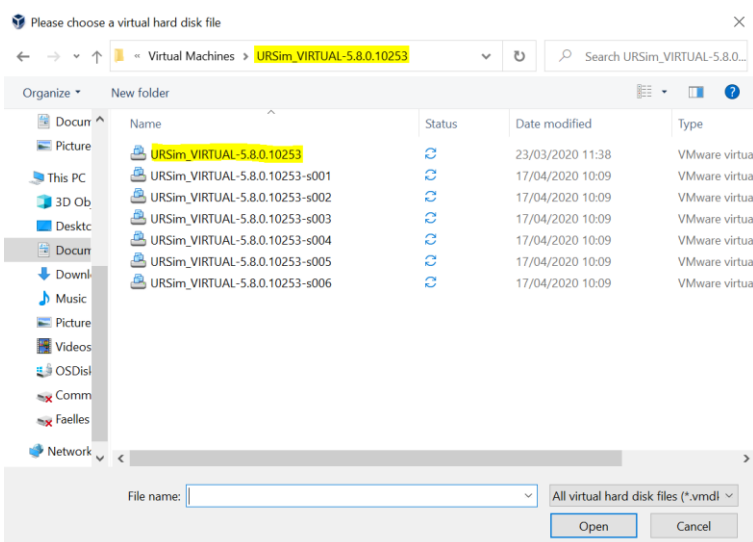 Please choose a virtual hard disk file
« Virtual Machines > URSim_VIRTUAL-5.8.0.10253
Search URSim_VIRTUAL-5.8.0...
Organize
New folder
Name Status Date modified Type
URSim_VIRTUAL-5.8.0.10253 23/03/2020 11:38 VMware virtua
URSim_VIRTUAL-5.8.0.10253-s001 17/04/2020 10:09 VMware virtua
URSim_VIRTUAL-5.8.0.10253-s002 17/04/2020 10:09 VMware virtua
URSim_VIRTUAL-5.8.0.10253-s003 17/04/2020 10:09 VMware virtua
URSim_VIRTUAL-5.8.0.10253-s004 17/04/2020 10:09 VMware virtua
URSim_VIRTUAL-5.8.0.10253-s005 17/04/2020 10:09 VMware virtua
URSim_VIRTUAL-5.8.0.10253-s006 17/04/2020 10:09 VMware virtua
Docum
Picture
This PC
3D Ob
Deskto
Docum
Downl
Music
Picture
Videos
OSDisk
Comm
Faelles
Network
File name:
All virtual hard disk files (*.vmdk
Open
Cancel